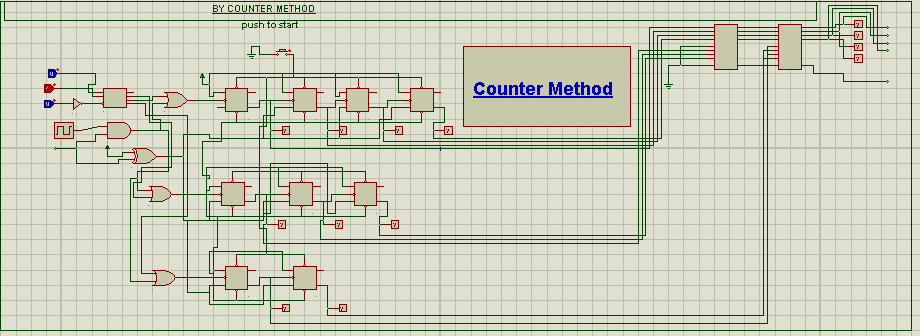 BY COUNTER METHOD
push to start
Counter Method